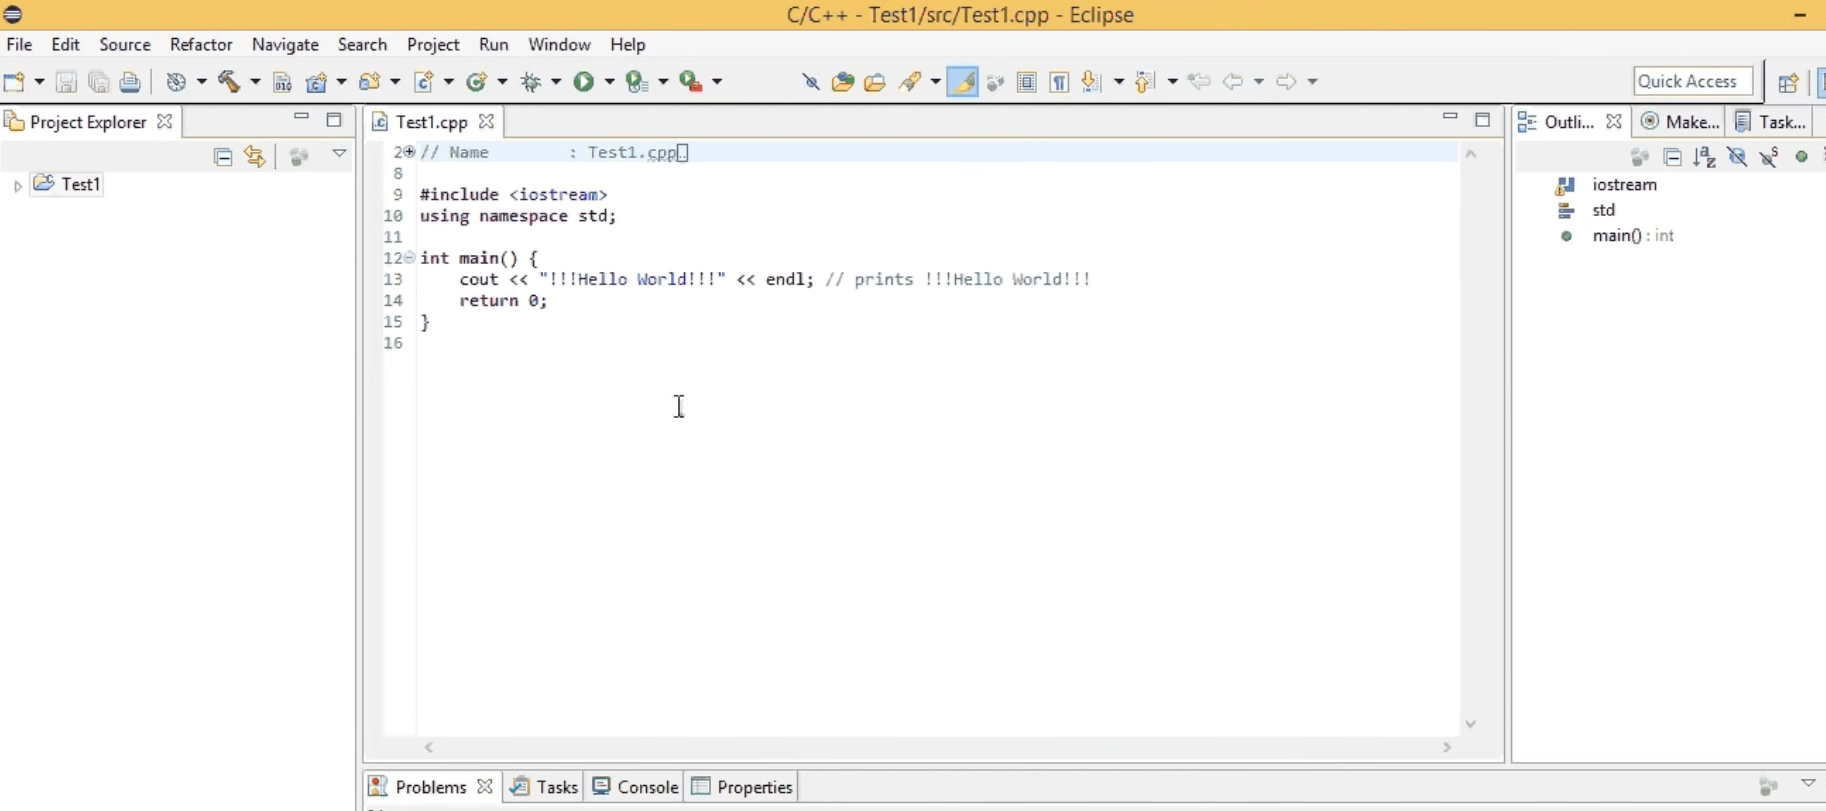 C/C++ - Test1/src/Test1.cpp - Eclipse
File Edit Source Refactor Navigate Search Project Run Window Help
010
Quick Access
Project Explorer
Test1.cpp
Outli...
Make...
Task...
Test1
2 // Name        : Test1.cpp
8
9 #include <iostream>
10 using namespace std;
11
12 int main() {
13     cout << "!!!Hello World!!!" << endl; // prints !!!Hello World!!!
14     return 0;
15 }
16
iostream
std
main() : int
Problems Tasks Console Properties